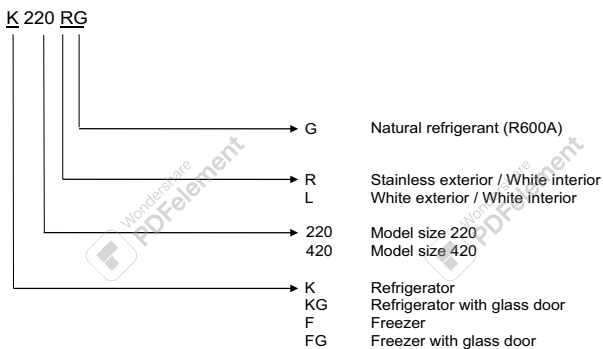 K 220 RG
G Natural refrigerant (R600A)
R Stainless exterior / White interior
L White exterior / White interior
220 Model size 220
420 Model size 420
K Refrigerator
KG Refrigerator with glass door
F Freezer
FG Freezer with glass door
Wondershare
PDFelement
Wondershare
PDFelement